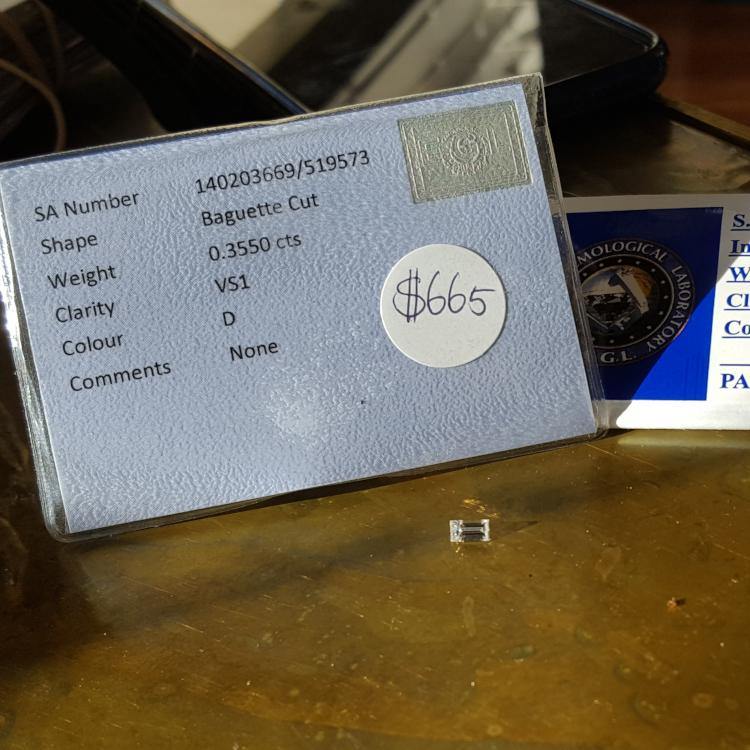 SA Number 140203669/519573
Shape Baguette Cut
Weight 0.3550 cts
Clarity VS1
Colour D
Comments None
$665
MOLOGICAL LABORATORY
G.L.
S.
In
W
Cl
Co
PA